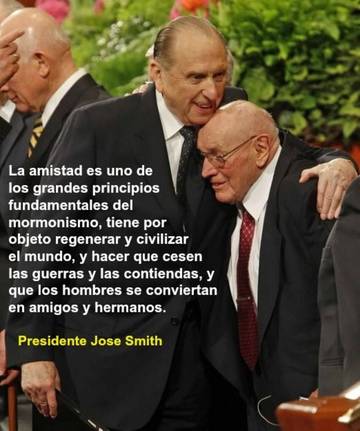 La amistad es uno de
los grandes principios
fundamentales del
mormonismo, tiene por
objeto regenerar y civilizar
el mundo, y hacer que cesen
las guerras y las contiendas, y
que los hombres se conviertan
en amigos y hermanos.
Presidente Jose Smith